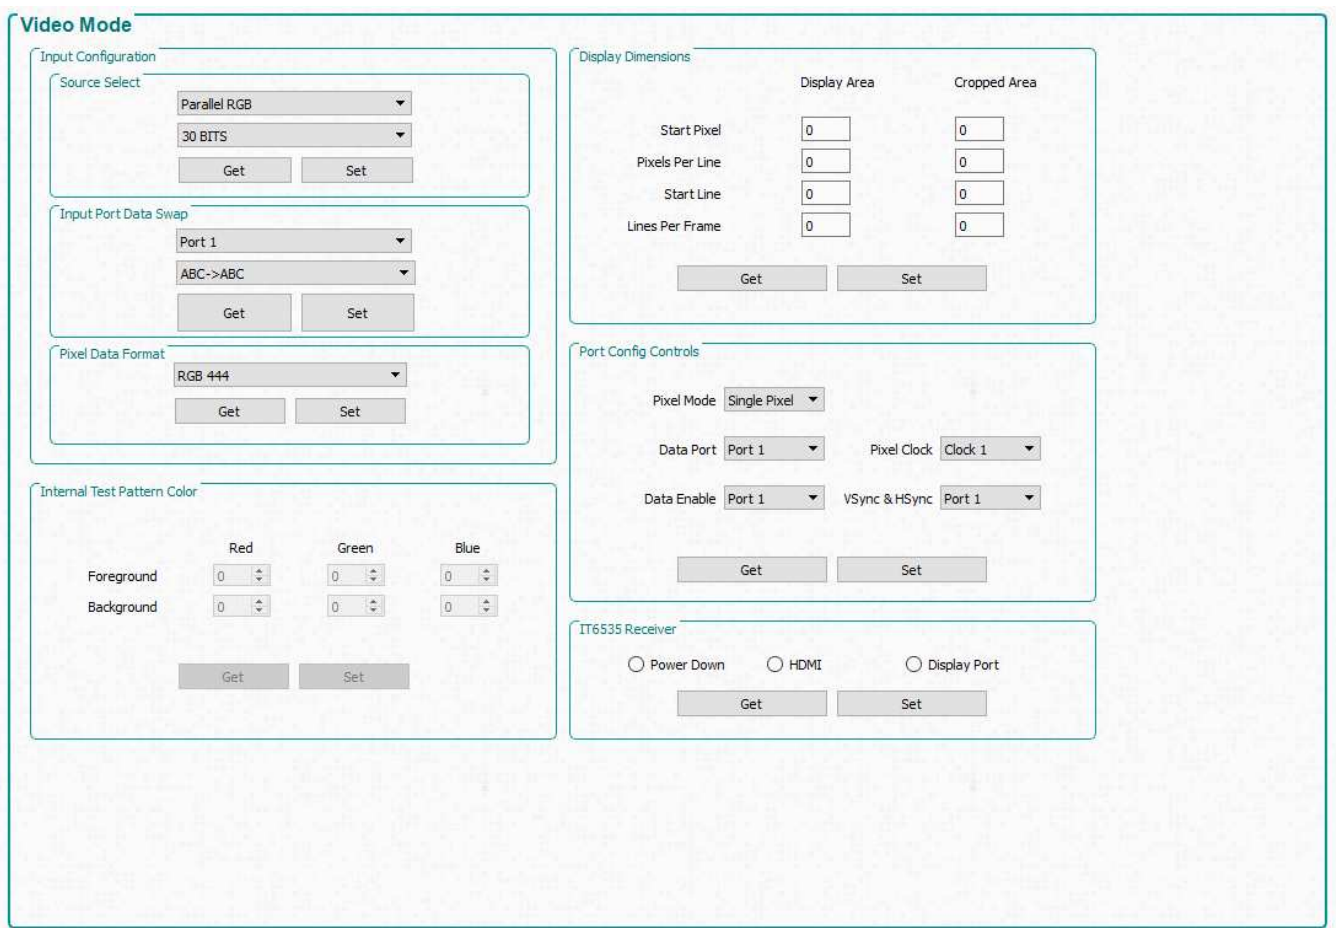 Video Mode
Input Configuration
Source Select
Parallel RGB
30 BITS
Get Set
Input Port Data Swap
Port 1
ABC->ABC
Get Set
Pixel Data Format
RGB 444
Get Set
Internal Test Pattern Color
Red Green Blue
Foreground 0 0 0
Background 0 0 0
Get Set
Display Dimensions
Display Area Cropped Area
Start Pixel 0 0
Pixels Per Line 0 0
Start Line 0 0
Lines Per Frame 0 0
Get Set
Port Config Controls
Pixel Mode Single Pixel
Data Port Port 1 Pixel Clock Clock 1
Data Enable Port 1 VSync & HSync Port 1
Get Set
IT6535 Receiver
Power Down HDMI Display Port
Get Set